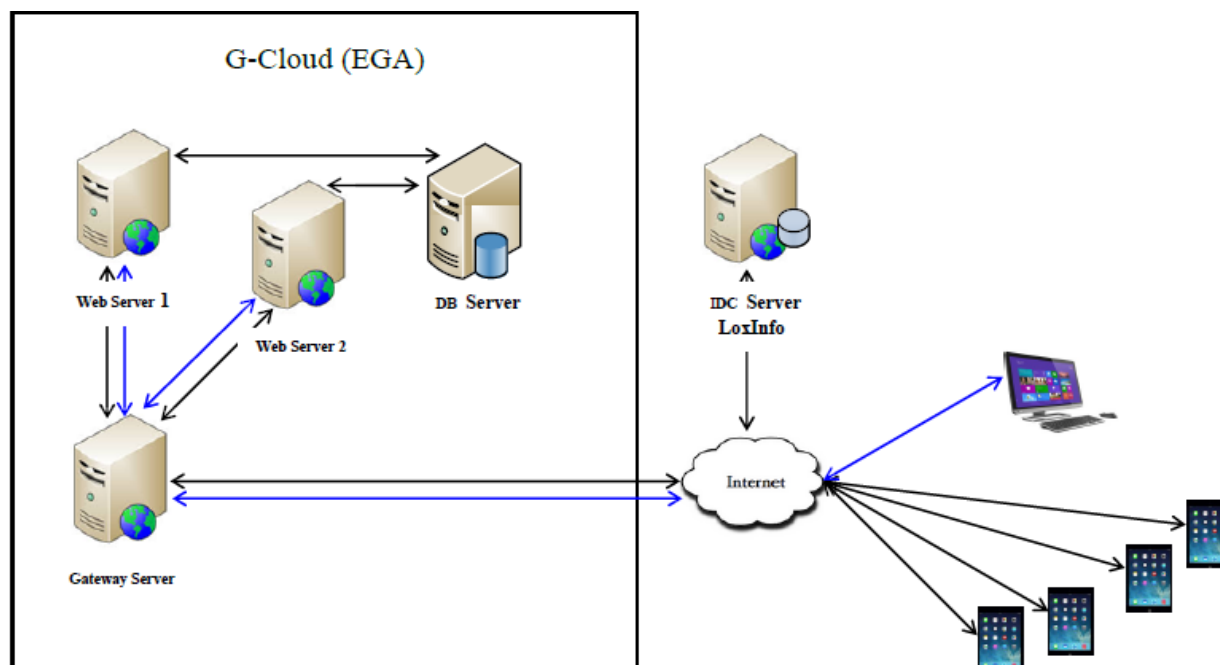 G-Cloud (EGA)
Web Server 1
Web Server 2
DB Server
IDC Server
LoxInfo
Internet
Gateway Server